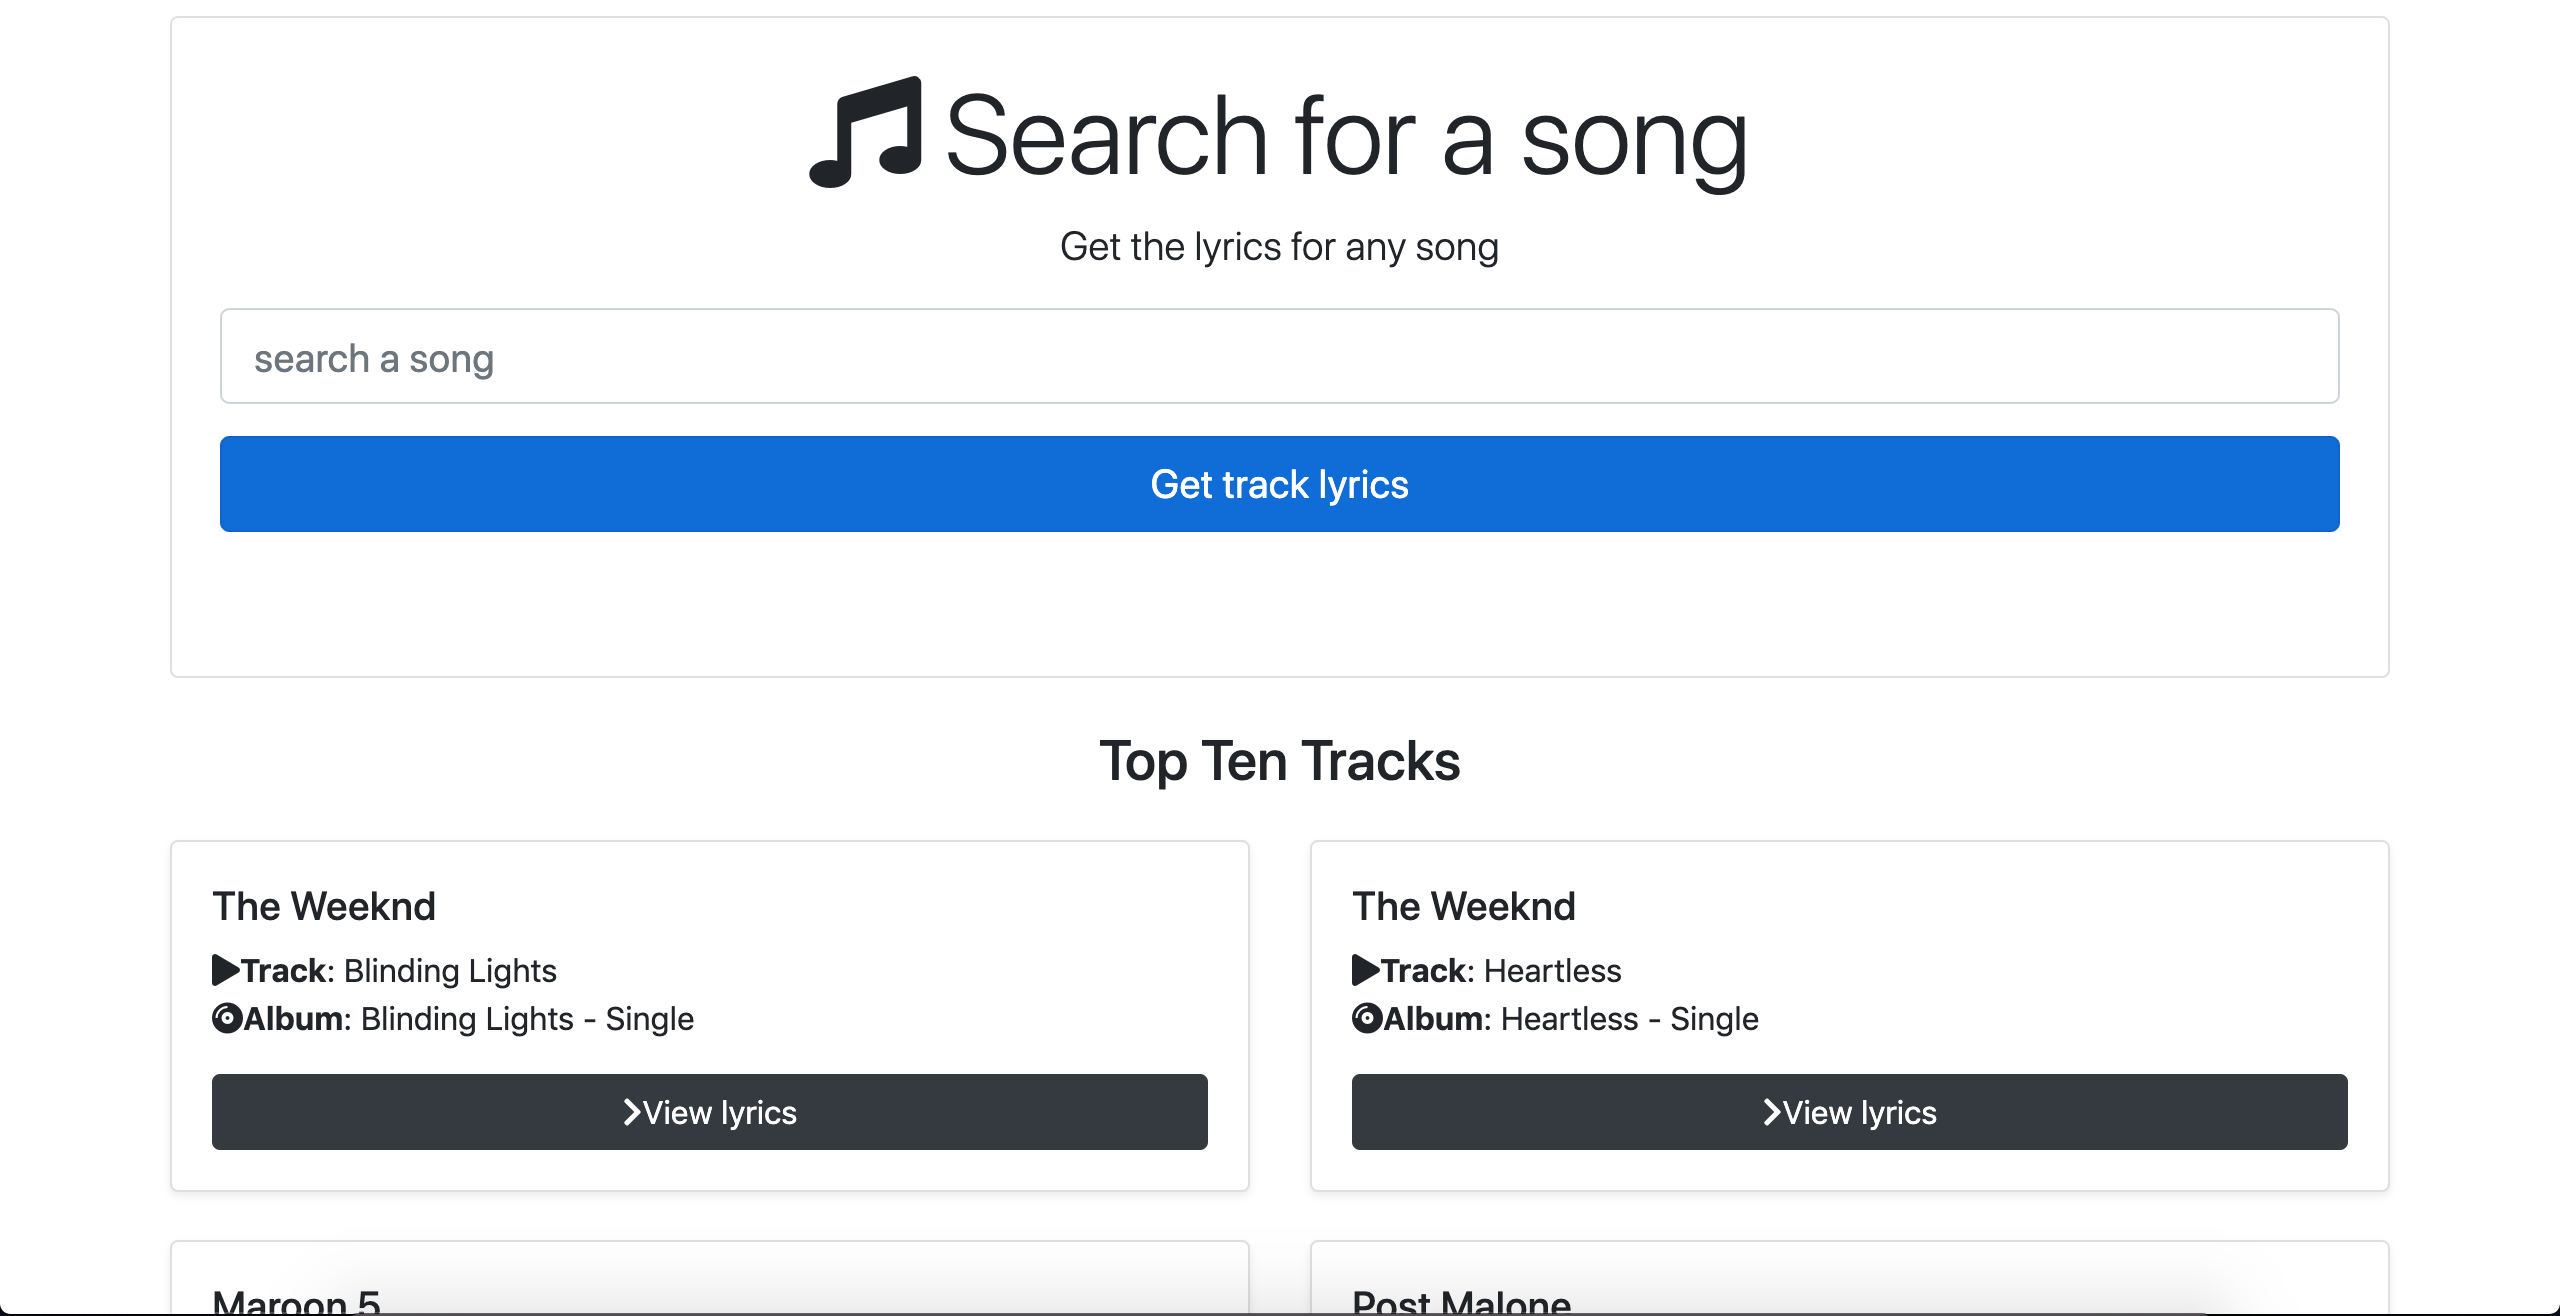 Search for a song
Get the lyrics for any song
search a song
Get track lyrics
Top Ten Tracks
The Weeknd
Track: Blinding Lights
Album: Blinding Lights - Single
View lyrics
The Weeknd
Track: Heartless
Album: Heartless - Single
View lyrics
Maroon 5
Post Malone